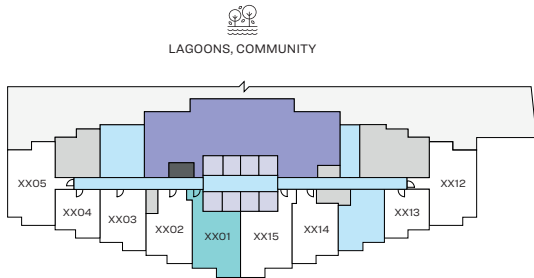 LAGOONS, COMMUNITY
XX05
XX12
XX04
XX03
XX02
XX01
XX15
XX14
XX13